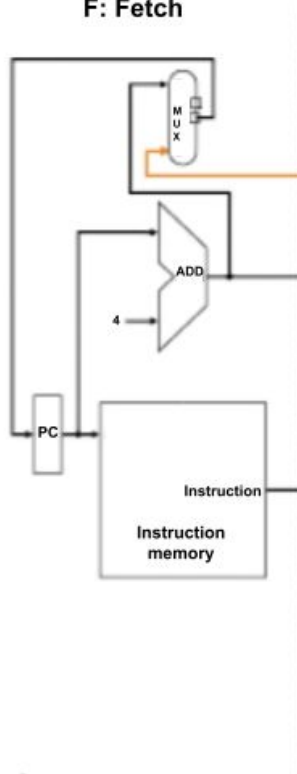 F: Fetch
M
U
X
ADD
4
PC
Instruction
Instruction
memory